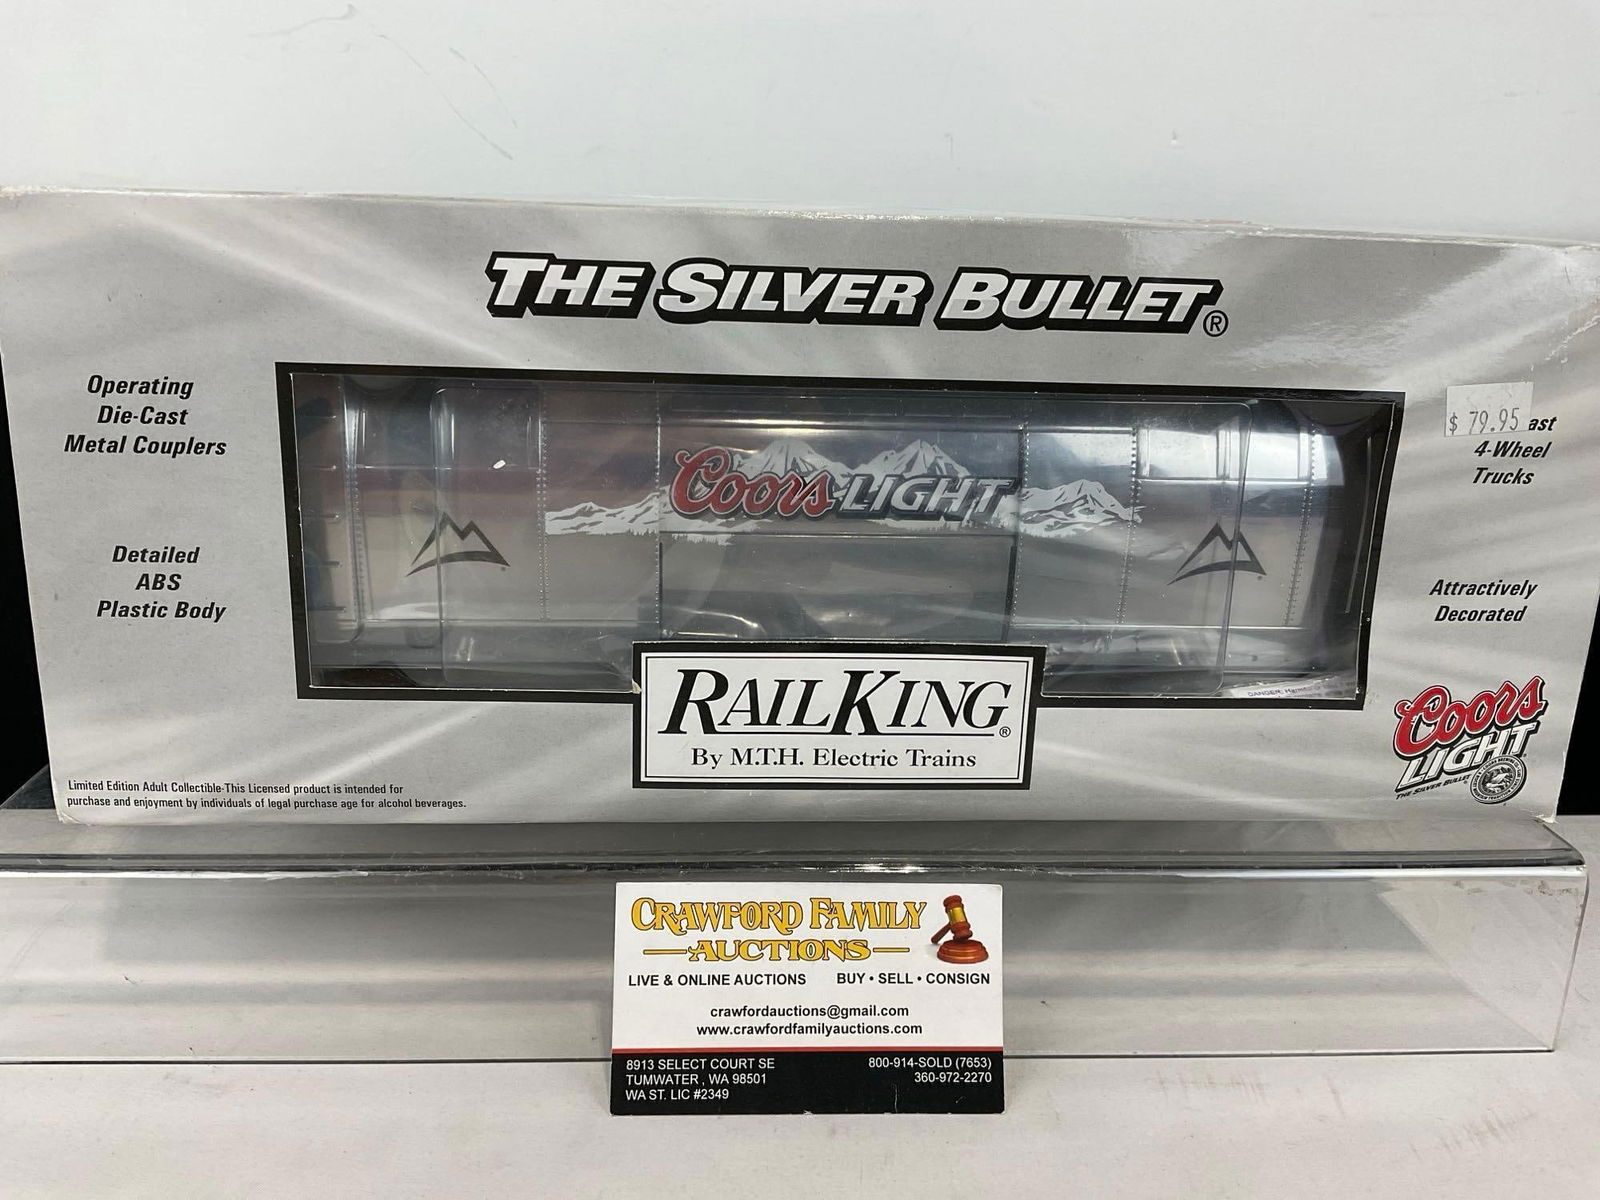 THE SILVER BULLET®
Operating
Die-Cast
Metal Couplers
Detailed
ABS
Plastic Body
Coors LIGHT
$ 79.95
ast
4-Wheel
Trucks
Attractively
Decorated
DANGER:
RAILKING®
By M.T.H. Electric Trains
Coors
LIGHT
THE SILVER BULLET
Limited Edition Adult Collectible-This Licensed product is intended for
purchase and enjoyment by individuals of legal purchase age for alcohol beverages.
CRAWFORD FAMILY
AUCTIONS
LIVE & ONLINE AUCTIONS BUY • SELL • CONSIGN
crawfordauctions@gmail.com
www.crawfordfamilyauctions.com
8913 SELECT COURT SE
TUMWATER , WA 98501
WA ST. LIC #2349
800-914-SOLD (7653)
360-972-2270